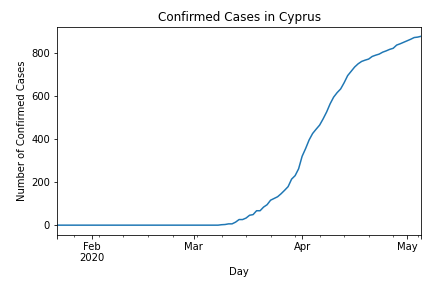 Confirmed Cases in Cyprus
Number of Confirmed Cases
800
600
400
200
0
Feb
2020
Mar
Apr
May
Day